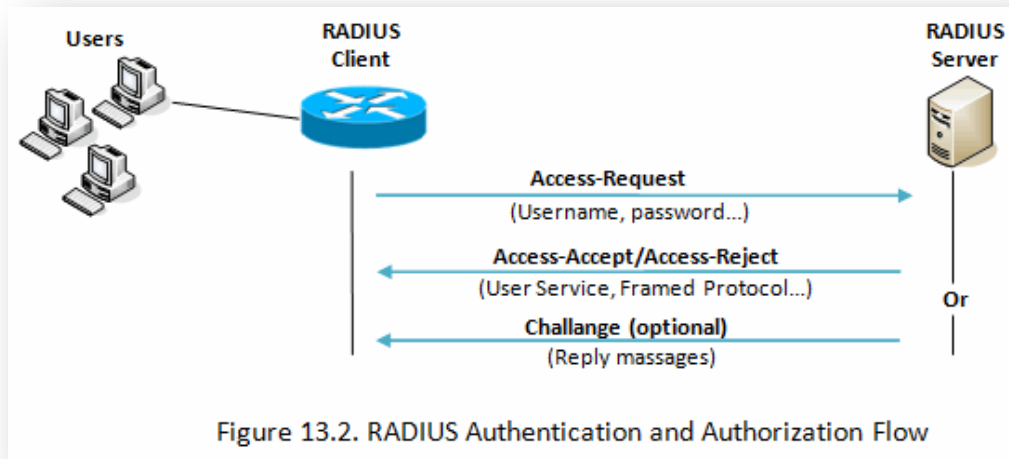 Users
RADIUS
Client
RADIUS
Server
Access-Request
(Username, password...)
Access-Accept/Access-Reject
(User Service, Framed Protocol...)
Or
Challange (optional)
(Reply massages)
Figure 13.2. RADIUS Authentication and Authorization Flow